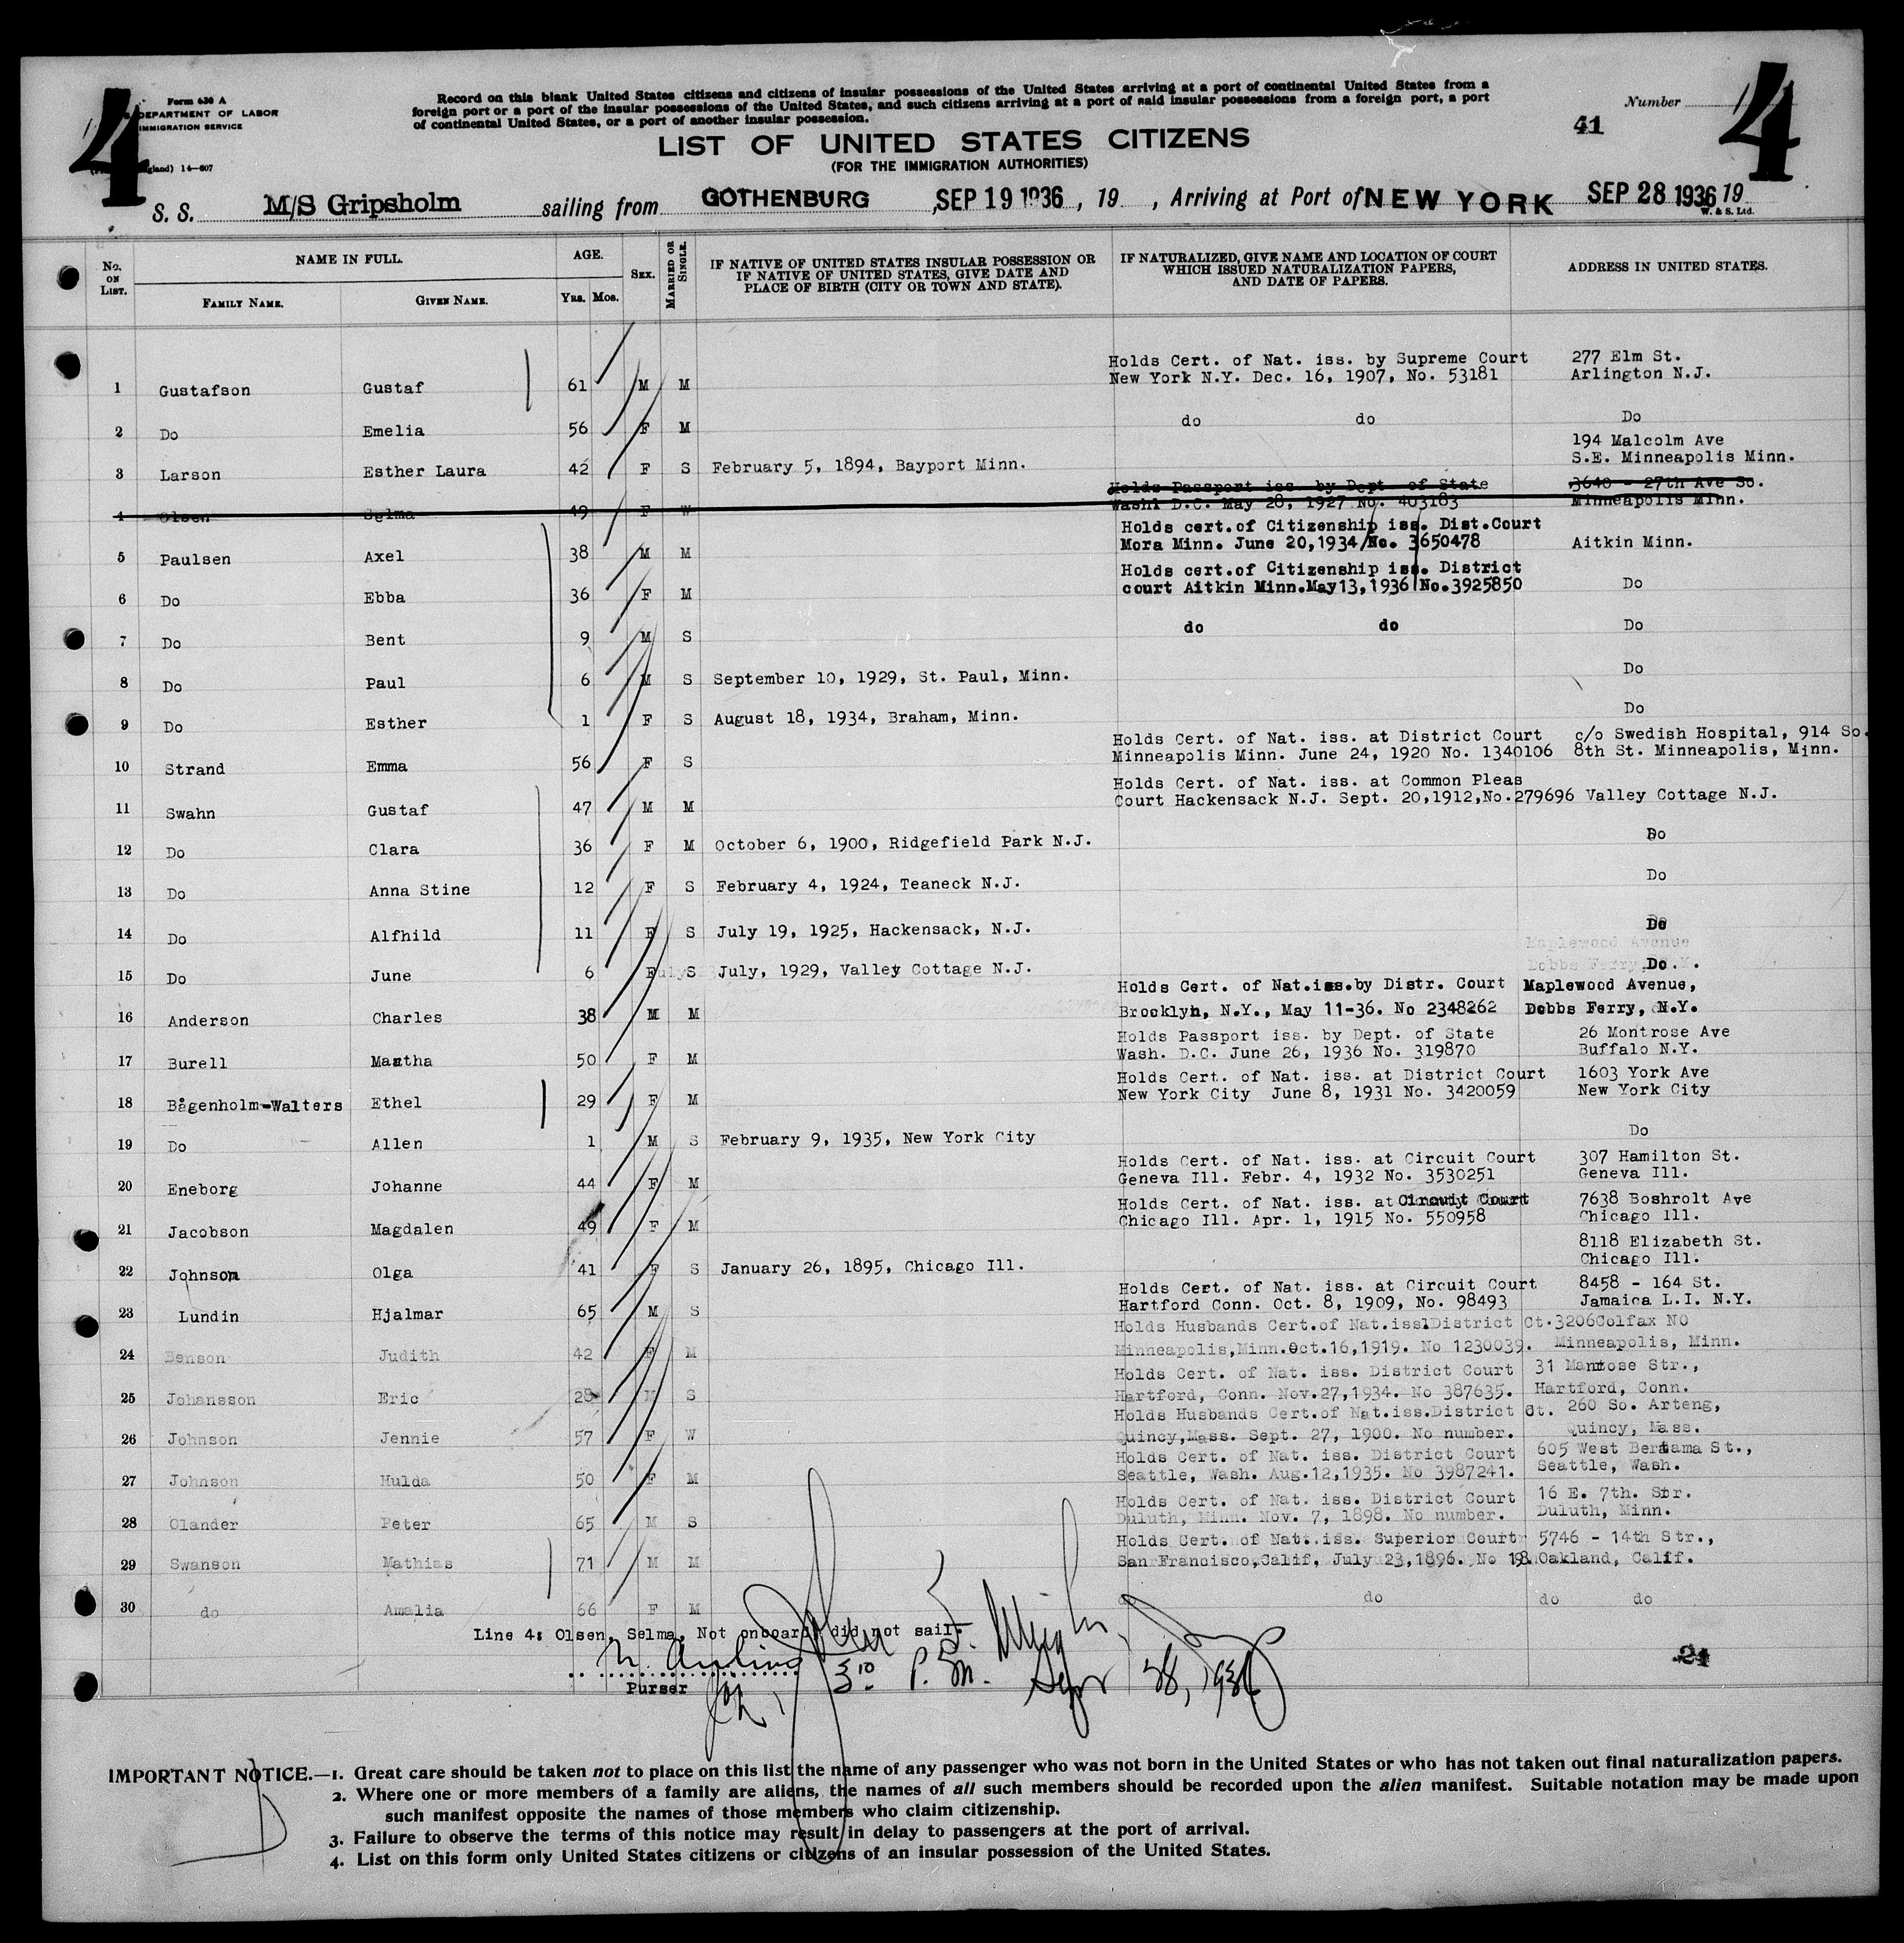 4
Form 630 A
DEPARTMENT OF LABOR
IMMIGRATION SERVICE
14—607
Record on this blank United States citizens and citizens of insular possessions of the United States arriving at a port of continental United States from a
foreign port or a port of the insular possessions of the United States, and such citizens arriving at a port of said insular possessions from a foreign port, a port
of continental United States, or a port of another insular possession.
LIST OF UNITED STATES CITIZENS
(FOR THE IMMIGRATION AUTHORITIES)
Number
41
4
S. S. M/S Gripsholm sailing from GOTHENBURG, SEP 19 1936, 19 , Arriving at Port of NEW YORK SEP 28 1936 19
W. & S. Ltd.
No. ON LIST.
NAME IN FULL.
FAMILY NAME. GIVEN NAME.
AGE.
YRS. MOS.
SEX.
MARRIED OR SINGLE.
IF NATIVE OF UNITED STATES INSULAR POSSESSION OR
IF NATIVE OF UNITED STATES, GIVE DATE AND
PLACE OF BIRTH (CITY OR TOWN AND STATE).
IF NATURALIZED, GIVE NAME AND LOCATION OF COURT
WHICH ISSUED NATURALIZATION PAPERS,
AND DATE OF PAPERS.
ADDRESS IN UNITED STATES.
Holds Cert. of Nat. iss. by Supreme Court 277 Elm St.
1 Gustafson Gustaf 61 M M New York N.Y. Dec. 16, 1907, No. 53181 Arlington N.J.
2 Do Emelia 56 F M do do Do
194 Malcolm Ave
3 Larson Esther Laura 42 F S February 5, 1894, Bayport Minn. S.E. Minneapolis Minn.
Holds Passport iss. by Dept of State 3640 - 27th Ave So.
4 Olsen Selma 49 F W Wash1 D.C. May 28, 1927 No. 403183 Minneapolis Minn.
Holds cert.of Citizenship iss. Dist.Court
5 Paulsen Axel 38 M M Mora Minn. June 20,1934 No. 3650478 Aitkin Minn.
Holds cert.of Citizenship iss. District
6 Do Ebba 36 F M court Aitkin Minn.May13,1936 No.3925850 Do
7 Do Bent 9 M S do do Do
8 Do Paul 6 M S September 10, 1929, St. Paul, Minn. Do
9 Do Esther 1 F S August 18, 1934, Braham, Minn. Do
Holds Cert. of Nat. iss. at District Court c/o Swedish Hospital, 914 So.
10 Strand Emma 56 F S Minneapolis Minn. June 24, 1920 No. 1340106 8th St. Minneapolis, Minn.
Holds Cert. of Nat. iss. at Common Pleas
11 Swahn Gustaf 47 M M Court Hackensack N.J. Sept. 20,1912,No.279696 Valley Cottage N.J.
12 Do Clara 36 F M October 6, 1900, Ridgefield Park N.J. Do
13 Do Anna Stine 12 F S February 4, 1924, Teaneck N.J. Do
14 Do Alfhild 11 F S July 19, 1925, Hackensack, N.J. Do
15 Do June 6 F S July, 1929, Valley Cottage N.J. Do
Holds Cert. of Nat.iss.by Distr. Court Maplewood Avenue,
16 Anderson Charles 38 M M Brooklyn, N.Y., May 11-36. No 2348262 Dobbs Ferry, N.Y.
Holds Passport iss. by Dept. of State 26 Montrose Ave
17 Burell Martha 50 F M Wash. D.C. June 26, 1936 No. 319870 Buffalo N.Y.
Holds Cert. of Nat. iss. at District Court 1603 York Ave
18 Bågenholm-Walters Ethel 29 F M New York City June 8, 1931 No. 3420059 New York City
19 Do Allen 1 M S February 9, 1935, New York City Do
Holds Cert. of Nat. iss. at Circuit Court 307 Hamilton St.
20 Eneborg Johanne 44 F M Geneva Ill. Febr. 4, 1932 No. 3530251 Geneva Ill.
Holds Cert. of Nat. iss. at Circuit Court 7638 Boshrolt Ave
21 Jacobson Magdalen 49 F M Chicago Ill. Apr. 1, 1915 No. 550958 Chicago Ill.
8118 Elizabeth St.
22 Johnson Olga 41 F S January 26, 1895, Chicago Ill. Chicago Ill.
Holds Cert. of Nat. iss. at Circuit Court 8458 - 164 St.
23 Lundin Hjalmar 65 M S Hartford Conn. Oct. 8, 1909, No. 98493 Jamaica L.I. N.Y.
Holds Husbands Cert.of Nat.iss1District Ct. 3206Colfax NO
24 Benson Judith 42 F M Minneapolis,Minn.Oct.16,1919. No 1230039. Minneapolis, Minn.
Holds Cert. of Nat. iss. District Court 31 Str.,
25 Johansson Eric 28 M S Hartford, Conn. Nov.27,1934. No 387635. Hartford, Conn.
Holds Husbands Cert.of Nat.iss.District Ct. 260 So. Arteng,
26 Johnson Jennie 57 F W Quincy,Mass. Sept. 27, 1900. No number. Quincy, Mass.
Holds Cert. of Nat. iss. District Court 605 West St.,
27 Johnson Hulda 50 F M Seattle, Wash. Aug.12,1935. No 3987241. Seattle, Wash.
Holds Cert. of Nat. iss. District Court 16 E. 7th. Str.
28 Olander Peter 65 M S Duluth, Minn. Nov. 7, 1898. No number. Duluth, Minn.
Holds Cert. of Nat. iss. Superior Court 5746 - 14th Str.,
29 Swanson Mathias 71 M M San Francisco,Calif, July 23,1896. No 18. Oakland, Calif.
30 do Amalia 66 F M do do do do
Line 4: Olsen, Selma, Not onboard, did not sail.
3:10 P.M. Sept 28, 1936
Purser
21
IMPORTANT NOTICE.—1. Great care should be taken not to place on this list the name of any passenger who was not born in the United States or who has not taken out final naturalization papers.
2. Where one or more members of a family are aliens, the names of all such members should be recorded upon the alien manifest. Suitable notation may be made upon
such manifest opposite the names of those members who claim citizenship.
3. Failure to observe the terms of this notice may result in delay to passengers at the port of arrival.
4. List on this form only United States citizens or citizens of an insular possession of the United States.